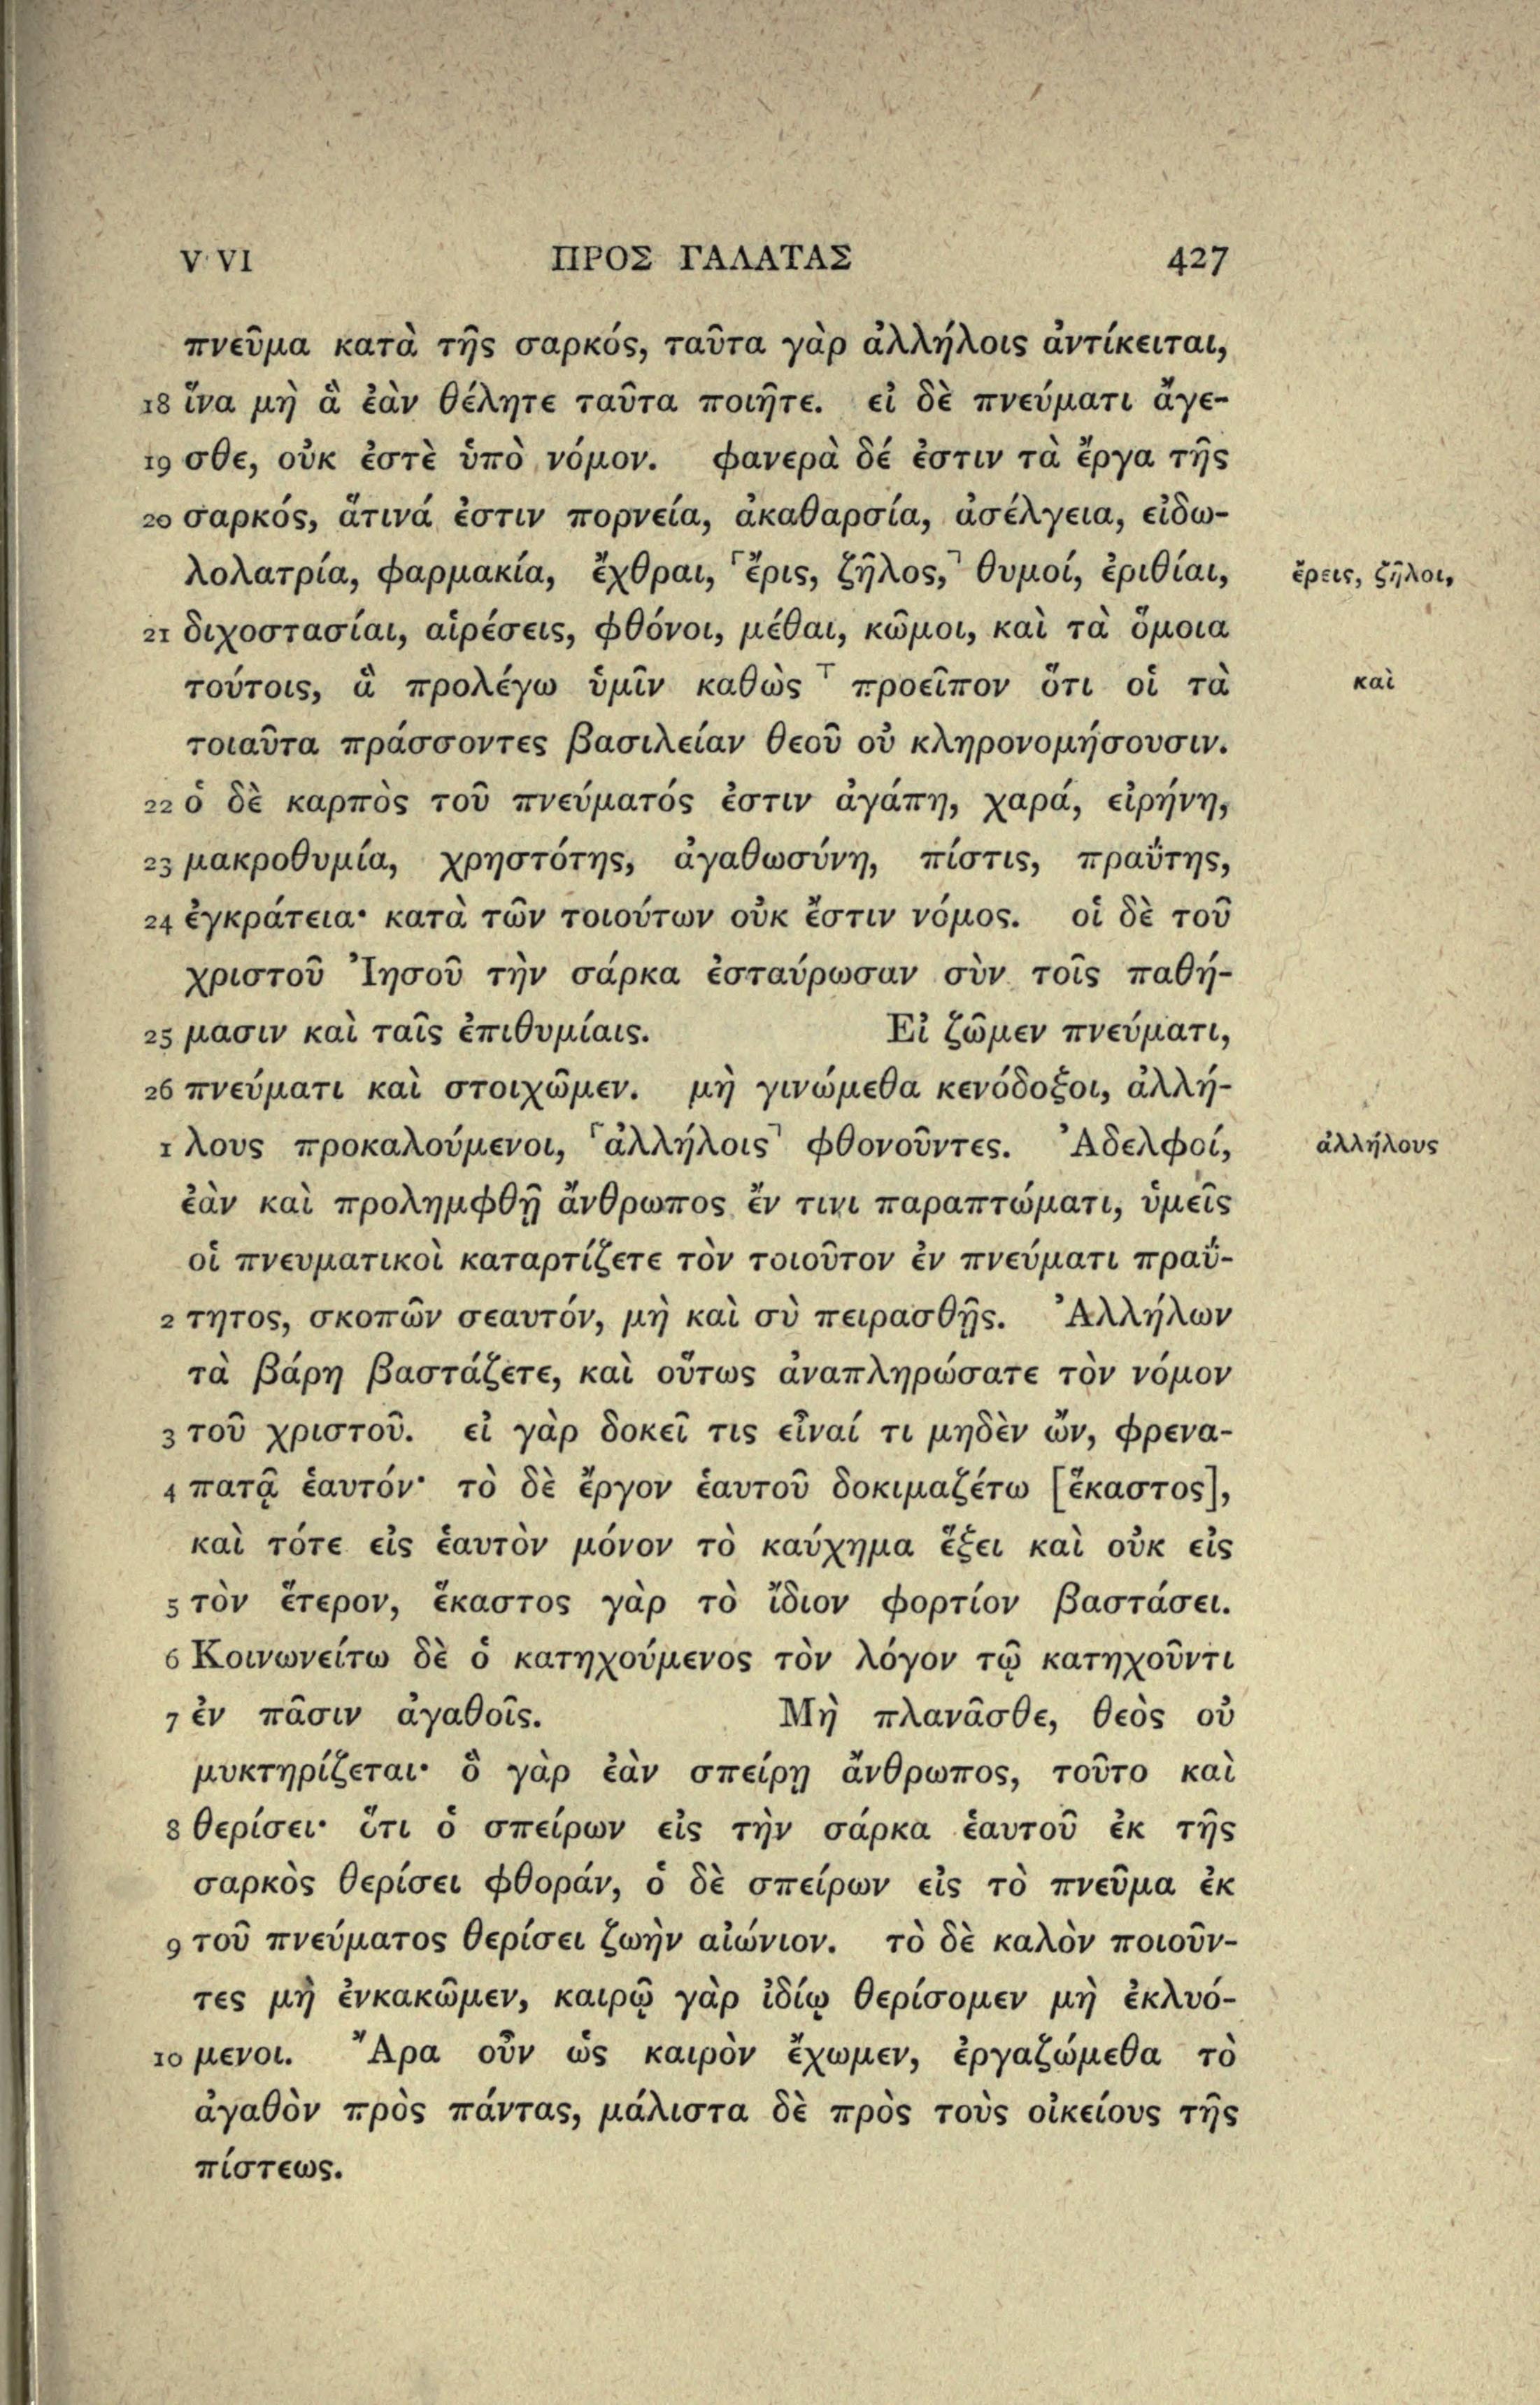 V VI ΠΡΟΣ ΓΑΛΑΤΑΣ 427
πνεῦμα κατὰ τῆς σαρκός, ταῦτα γὰρ ἀλλήλοις ἀντίκειται,
18 ἵνα μὴ ἃ ἐὰν θέλητε ταῦτα ποιῆτε. εἰ δὲ πνεύματι ἄγε-
19 σθε, οὐκ ἐστὲ ὑπὸ νόμον. φανερὰ δέ ἐστιν τὰ ἔργα τῆς
20 σαρκός, ἅτινά ἐστιν πορνεία, ἀκαθαρσία, ἀσέλγεια, εἰδω-
λολατρία, φαρμακία, ἔχθραι, ⸢ἔρις, ζῆλος,⸣ θυμοί, ἐριθίαι, ἔρεις, ζῆλοι,
21 διχοστασίαι, αἱρέσεις, φθόνοι, μέθαι, κῶμοι, καὶ τὰ ὅμοια
τούτοις, ἃ προλέγω ὑμῖν καθὼς ⸆ προεῖπον ὅτι οἱ τὰ καὶ
τοιαῦτα πράσσοντες βασιλείαν θεοῦ οὐ κληρονομήσουσιν.
22 ὁ δὲ καρπὸς τοῦ πνεύματός ἐστιν ἀγάπη, χαρά, εἰρήνη,
23 μακροθυμία, χρηστότης, ἀγαθωσύνη, πίστις, πραΰτης,
24 ἐγκράτεια· κατὰ τῶν τοιούτων οὐκ ἔστιν νόμος. οἱ δὲ τοῦ
χριστοῦ Ἰησοῦ τὴν σάρκα ἐσταύρωσαν σὺν τοῖς παθή-
25 μασιν καὶ ταῖς ἐπιθυμίαις. Εἰ ζῶμεν πνεύματι,
26 πνεύματι καὶ στοιχῶμεν. μὴ γινώμεθα κενόδοξοι, ἀλλή-
1 λους προκαλούμενοι, ⸢ἀλλήλοις⸣ φθονοῦντες. Ἀδελφοί, ἀλλήλους
ἐὰν καὶ προλημφθῇ ἄνθρωπος ἔν τινι παραπτώματι, ὑμεῖς
οἱ πνευματικοὶ καταρτίζετε τὸν τοιοῦτον ἐν πνεύματι πραΰ-
2 τητος, σκοπῶν σεαυτόν, μὴ καὶ σὺ πειρασθῇς. Ἀλλήλων
τὰ βάρη βαστάζετε, καὶ οὕτως ἀναπληρώσατε τὸν νόμον
3 τοῦ χριστοῦ. εἰ γὰρ δοκεῖ τις εἶναί τι μηδὲν ὤν, φρενα-
4 πατᾷ ἑαυτόν· τὸ δὲ ἔργον ἑαυτοῦ δοκιμαζέτω [ἕκαστος],
καὶ τότε εἰς ἑαυτὸν μόνον τὸ καύχημα ἕξει καὶ οὐκ εἰς
5 τὸν ἕτερον, ἕκαστος γὰρ τὸ ἴδιον φορτίον βαστάσει.
6 Κοινωνείτω δὲ ὁ κατηχούμενος τὸν λόγον τῷ κατηχοῦντι
7 ἐν πᾶσιν ἀγαθοῖς. Μὴ πλανᾶσθε, θεὸς οὐ
μυκτηρίζεται· ὃ γὰρ ἐὰν σπείρῃ ἄνθρωπος, τοῦτο καὶ
8 θερίσει· ὅτι ὁ σπείρων εἰς τὴν σάρκα ἑαυτοῦ ἐκ τῆς
σαρκὸς θερίσει φθοράν, ὁ δὲ σπείρων εἰς τὸ πνεῦμα ἐκ
9 τοῦ πνεύματος θερίσει ζωὴν αἰώνιον. τὸ δὲ καλὸν ποιοῦν-
τες μὴ ἐνκακῶμεν, καιρῷ γὰρ ἰδίῳ θερίσομεν μὴ ἐκλυό-
10 μενοι. Ἄρα οὖν ὡς καιρὸν ἔχωμεν, ἐργαζώμεθα τὸ
ἀγαθὸν πρὸς πάντας, μάλιστα δὲ πρὸς τοὺς οἰκείους τῆς
πίστεως.